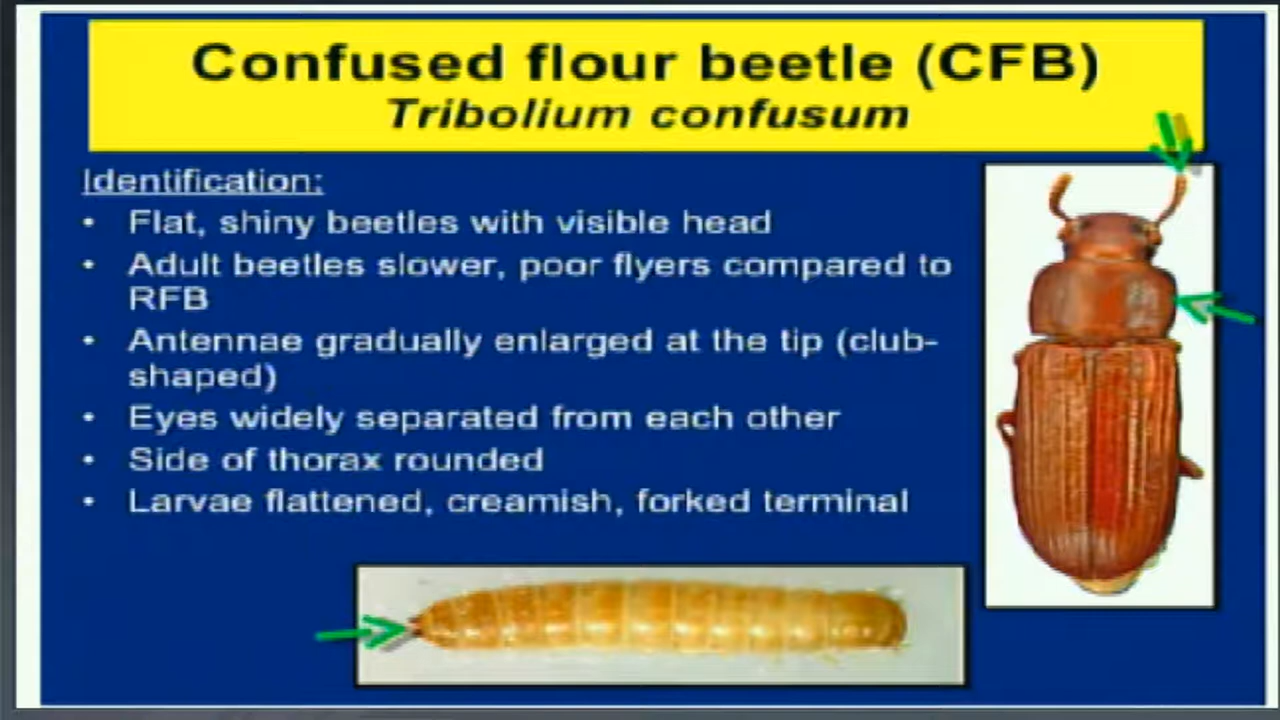 Confused flour beetle (CFB)
Tribolium confusum
Identification:
• Flat, shiny beetles with visible head
• Adult beetles slower, poor flyers compared to
RFB
• Antennae gradually enlarged at the tip (club-
shaped)
• Eyes widely separated from each other
• Side of thorax rounded
• Larvae flattened, creamish, forked terminal